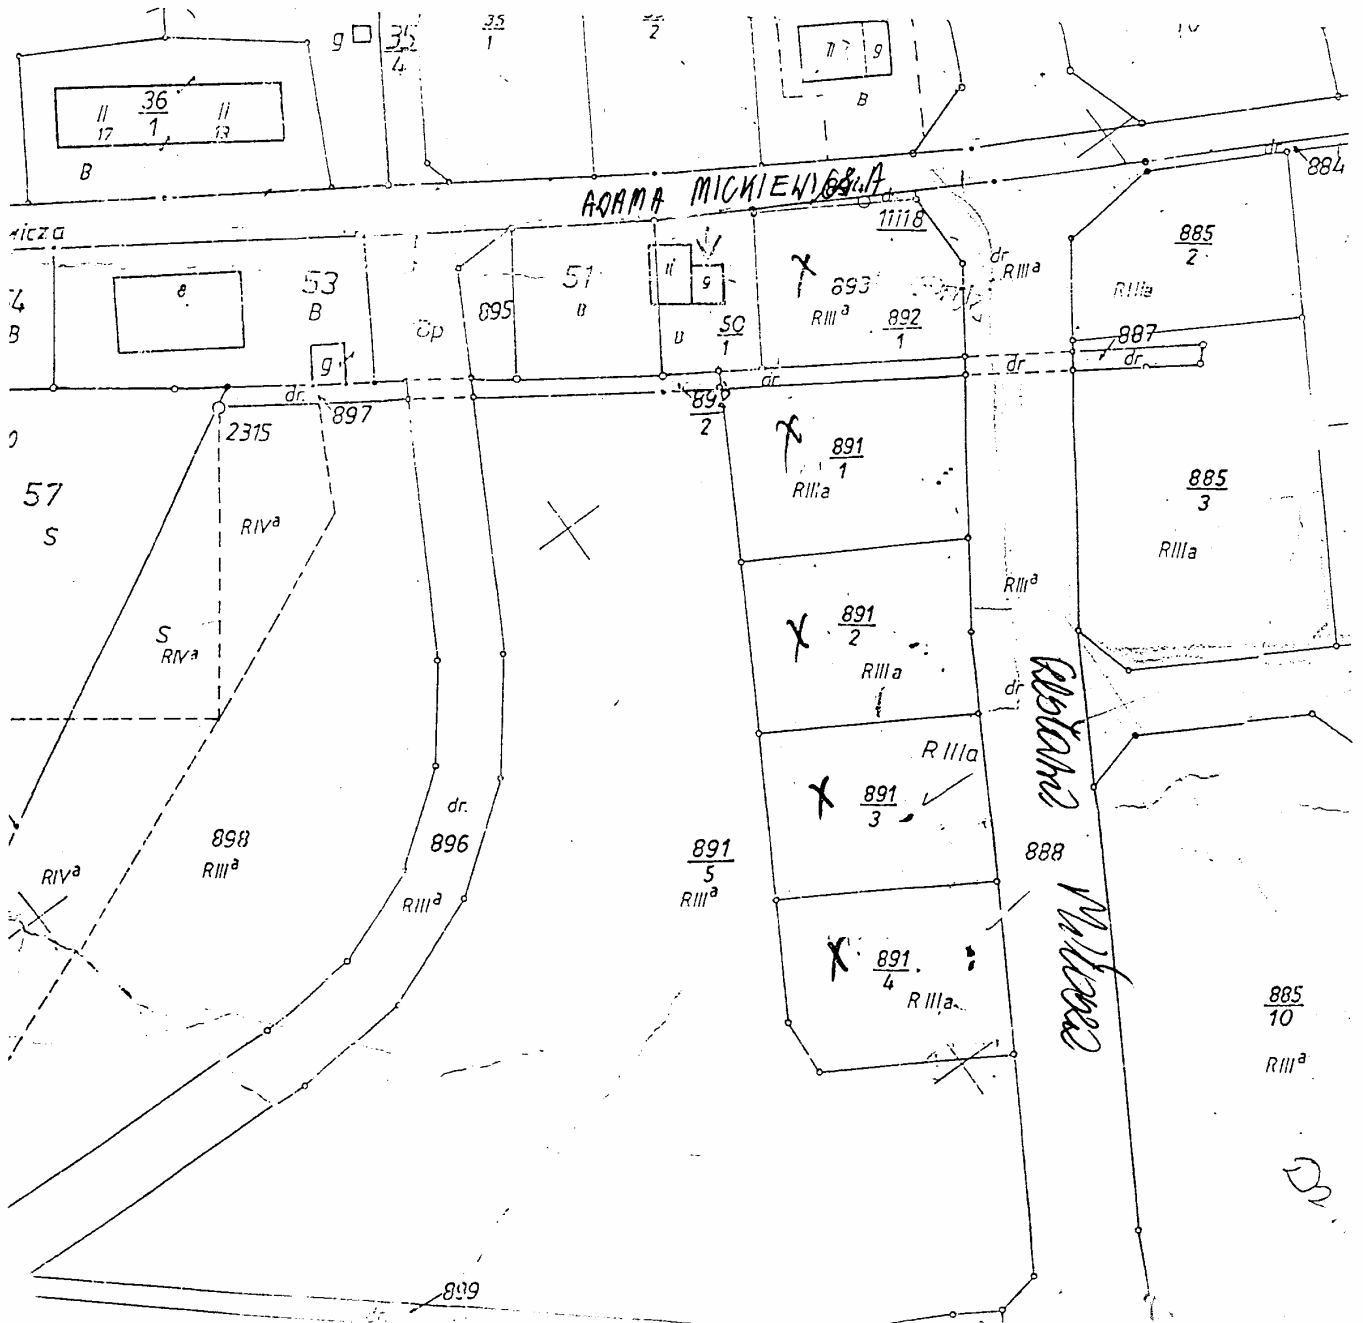 g
35
4
35
1
g
B
36
1
II
17
II
13
B
ADAMA MICKIEWICZA
dr
884
icza
11118
885
2
RIIIa
dr
RIIIa
8
53
B
g
Bp
895
51
B
II
g
B
50
1
X
893
RIIIa
892
1
887
dr.
dr
dr
dr.
897
2315
89
2
57
S
RIVa
S
RIVa
X
891
1
RIIIa
885
3
RIIIa
RIIIa
X
891
2
RIIIa
dr
RIIIa
X
891
3
dr.
896
RIIIa
898
RIIIa
RIVa
891
5
RIIIa
888
X
891
4
RIIIa
885
10
RIIIa
899